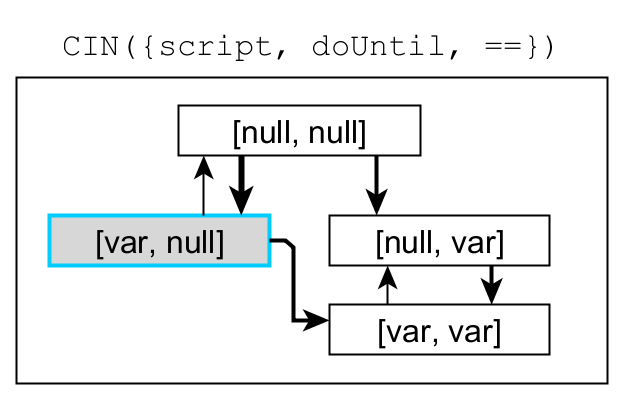 CIN({script, doUntil, ==})
[null, null]
[var, null]
[null, var]
[var, var]